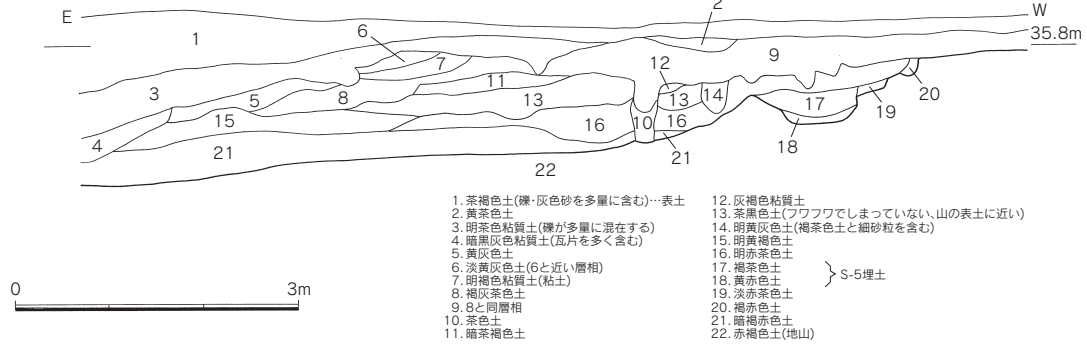 E
W
35.8m
1
2
6
7
9
12
11
3
5
8
13
13
14
17
19
20
15
16
10
16
18
4
21
21
22
0
3m
1. 茶褐色土(礫・灰色砂を多量に含む)…表土
2. 黄茶色土
3. 明茶色粘質土(礫が多量に混在する)
4. 暗黒灰色粘質土(瓦片を多く含む)
5. 黄灰色土
6. 淡黄灰色土(6と近い層相)
7. 明褐色粘質土(粘土)
8. 褐灰茶色土
9. 8と同層相
10. 茶色土
11. 暗茶褐色土
12. 灰褐色粘質土
13. 茶黒色土(フワフワでしまっていない、山の表土に近い)
14. 明黄灰色土(褐茶色土と細砂粒を含む)
15. 明黄褐色土
16. 明赤茶色土
17. 褐茶色土
18. 黄赤色土
S-5埋土
19. 淡赤茶色土
20. 褐赤色土
21. 暗褐赤色土
22. 赤褐色土(地山)